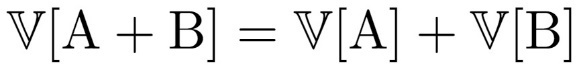 𝕍[A + B] = 𝕍[A] + 𝕍[B]